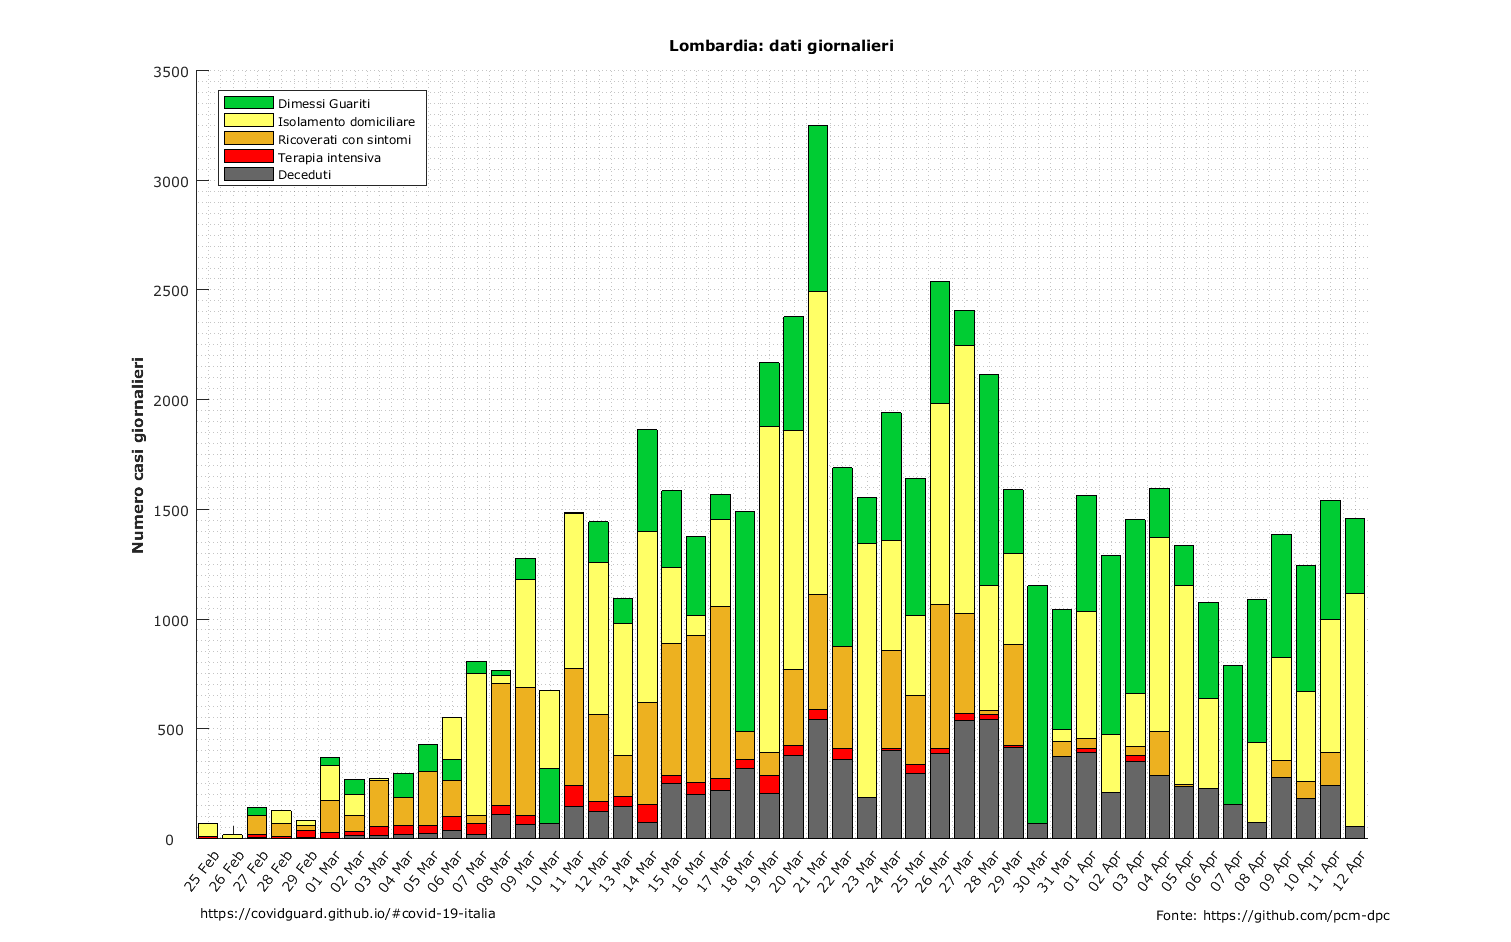 Lombardia: dati giornalieri
3500
3000
2500
2000
1500
1000
500
0
Numero casi giornalieri
Dimessi Guariti
Isolamento domiciliare
Ricoverati con sintomi
Terapia intensiva
Deceduti
25 Feb
26 Feb
27 Feb
28 Feb
29 Feb
01 Mar
02 Mar
03 Mar
04 Mar
05 Mar
06 Mar
07 Mar
08 Mar
09 Mar
10 Mar
11 Mar
12 Mar
13 Mar
14 Mar
15 Mar
16 Mar
17 Mar
18 Mar
19 Mar
20 Mar
21 Mar
22 Mar
23 Mar
24 Mar
25 Mar
26 Mar
27 Mar
28 Mar
29 Mar
30 Mar
31 Mar
01 Apr
02 Apr
03 Apr
04 Apr
05 Apr
06 Apr
07 Apr
08 Apr
09 Apr
10 Apr
11 Apr
12 Apr
https://covidguard.github.io/#covid-19-italia
Fonte: https://github.com/pcm-dpc